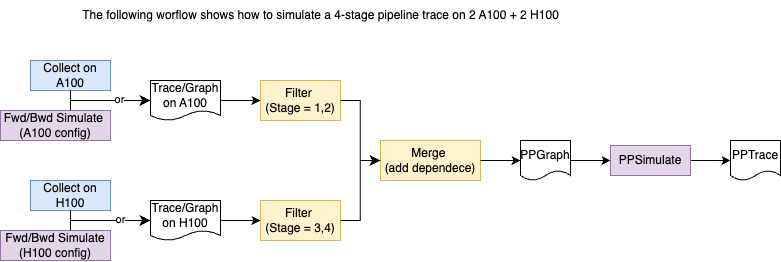 The following worflow shows how to simulate a 4-stage pipeline trace on 2 A100 + 2 H100
Collect on
A100
or
Fwd/Bwd Simulate
(A100 config)
Trace/Graph
on A100
Filter
(Stage = 1,2)
Merge
(add dependece)
PPGraph
PPSimulate
PPTrace
Collect on
H100
or
Fwd/Bwd Simulate
(H100 config)
Trace/Graph
on H100
Filter
(Stage = 3,4)